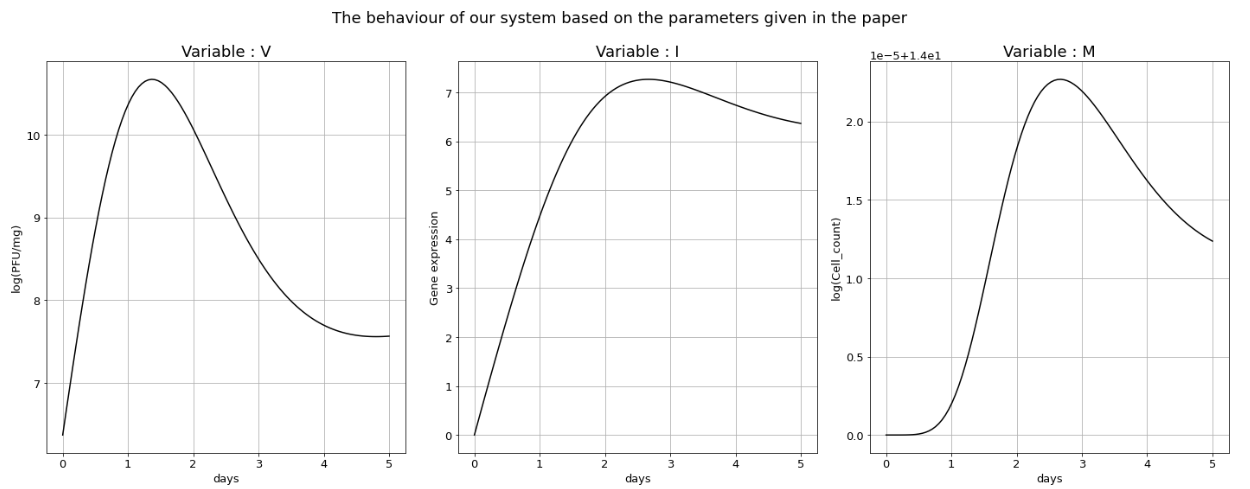 The behaviour of our system based on the parameters given in the paper
Variable : V
log(PFU/mg)
10
9
8
7
0 1 2 3 4 5
days
Variable : I
Gene expression
7
6
5
4
3
2
1
0
0 1 2 3 4 5
days
Variable : M
1e−5+1.4e1
log(Cell_count)
2.0
1.5
1.0
0.5
0.0
0 1 2 3 4 5
days